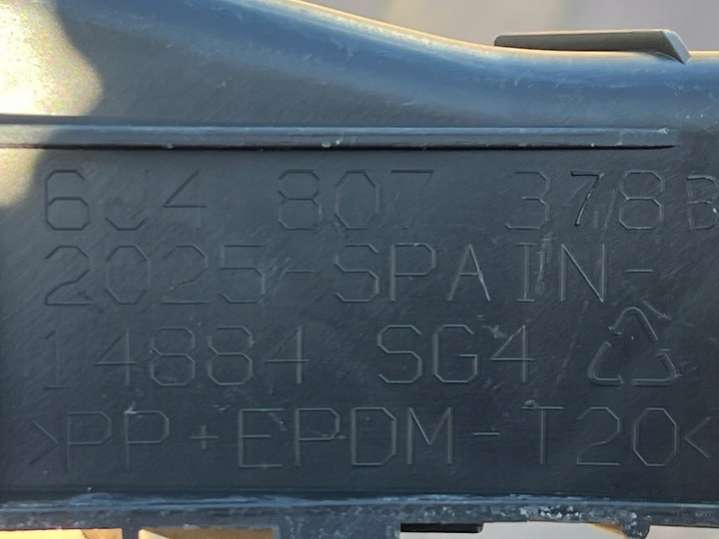 6J4 807 378B
2025-SPAIN-
14884 SG4
>PP+EPDM-T20<